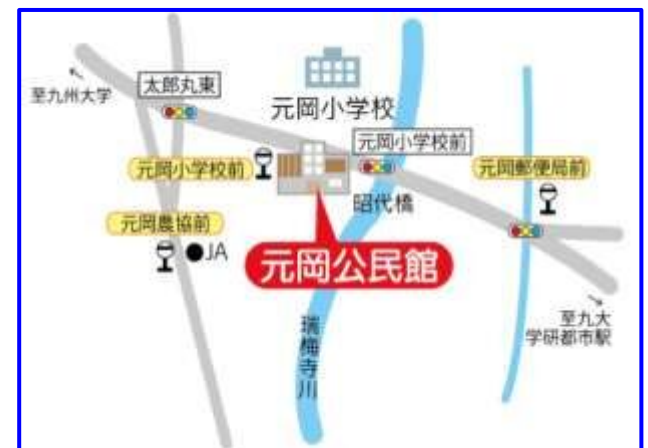 至九州大学
太郎丸東
元岡小学校
元岡小学校前
元岡小学校前
元岡郵便局前
昭代橋
元岡農協前
JA
元岡公民館
瑞梅寺川
至九大
学研都市駅